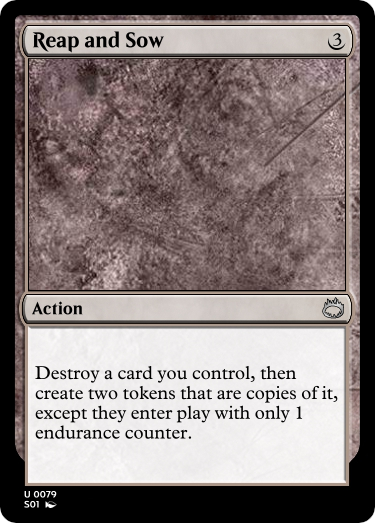 Reap and Sow
3
Action
Destroy a card you control, then
create two tokens that are copies of it,
except they enter play with only 1
endurance counter.
U 0079
S01